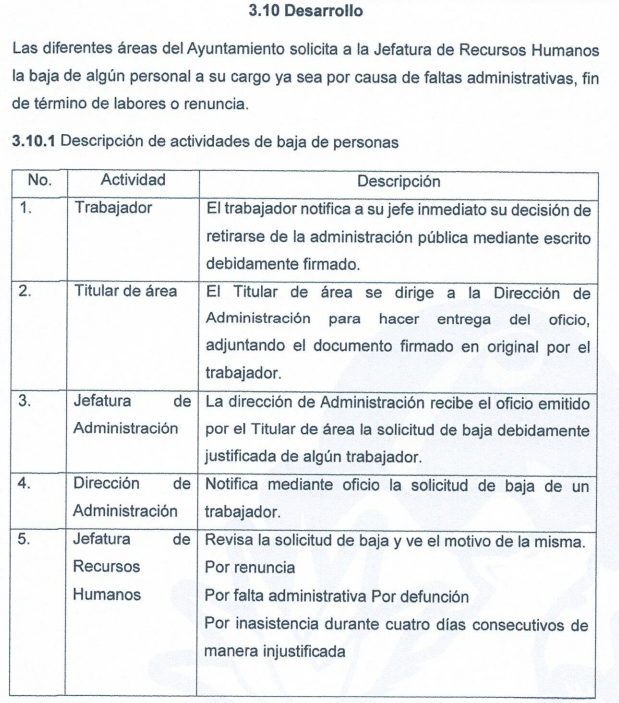 3.10 Desarrollo
Las diferentes áreas del Ayuntamiento solicita a la Jefatura de Recursos Humanos
la baja de algún personal a su cargo ya sea por causa de faltas administrativas, fin
de término de labores o renuncia.
3.10.1 Descripción de actividades de baja de personas
No. Actividad Descripción
1. Trabajador El trabajador notifica a su jefe inmediato su decisión de
retirarse de la administración pública mediante escrito
debidamente firmado.
2. Titular de área El Titular de área se dirige a la Dirección de
Administración para hacer entrega del oficio,
adjuntando el documento firmado en original por el
trabajador.
3. Jefatura de La dirección de Administración recibe el oficio emitido
Administración por el Titular de área la solicitud de baja debidamente
justificada de algún trabajador.
4. Dirección de Notifica mediante oficio la solicitud de baja de un
Administración trabajador.
5. Jefatura de Revisa la solicitud de baja y ve el motivo de la misma.
Recursos Por renuncia
Humanos Por falta administrativa Por defunción
Por inasistencia durante cuatro días consecutivos de
manera injustificada